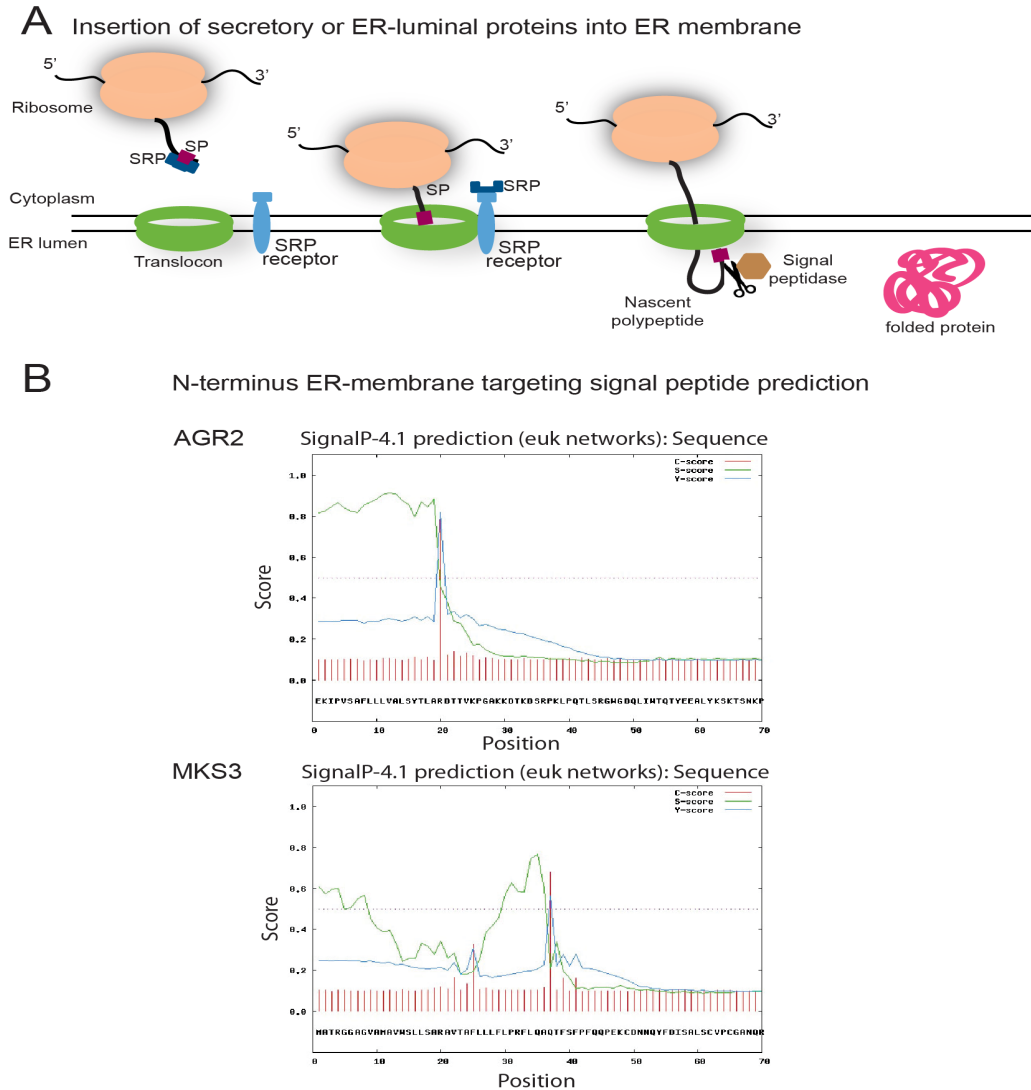 A Insertion of secretory or ER-luminal proteins into ER membrane
5’
3’
Ribosome
SP
SRP
5’
3’
SP
SRP
5’
3’
Cytoplasm
ER lumen
Translocon
SRP
receptor
SRP
receptor
Nascent
polypeptide
Signal
peptidase
folded protein
B N-terminus ER-membrane targeting signal peptide prediction
AGR2 SignalP-4.1 prediction (euk networks): Sequence
C-score
S-score
Y-score
1.0
0.8
0.6
0.4
0.2
0.0
Score
EKIPVSAFLLLVALSYTLARDTTVKPGAKKDTKDSRPKLPQTLSRGWGDQLIWTQTYEEALYKSKTSNKP
0 10 20 30 40 50 60 70
Position
MKS3 SignalP-4.1 prediction (euk networks): Sequence
C-score
S-score
Y-score
1.0
0.8
0.6
0.4
0.2
0.0
Score
MATRGGAGVAMAVWSLLSARAVTAFLLLFLPRFLQAQTFSFPFQQPEKCDNNQYFDISALSCVPCGANQR
0 10 20 30 40 50 60 70
Position